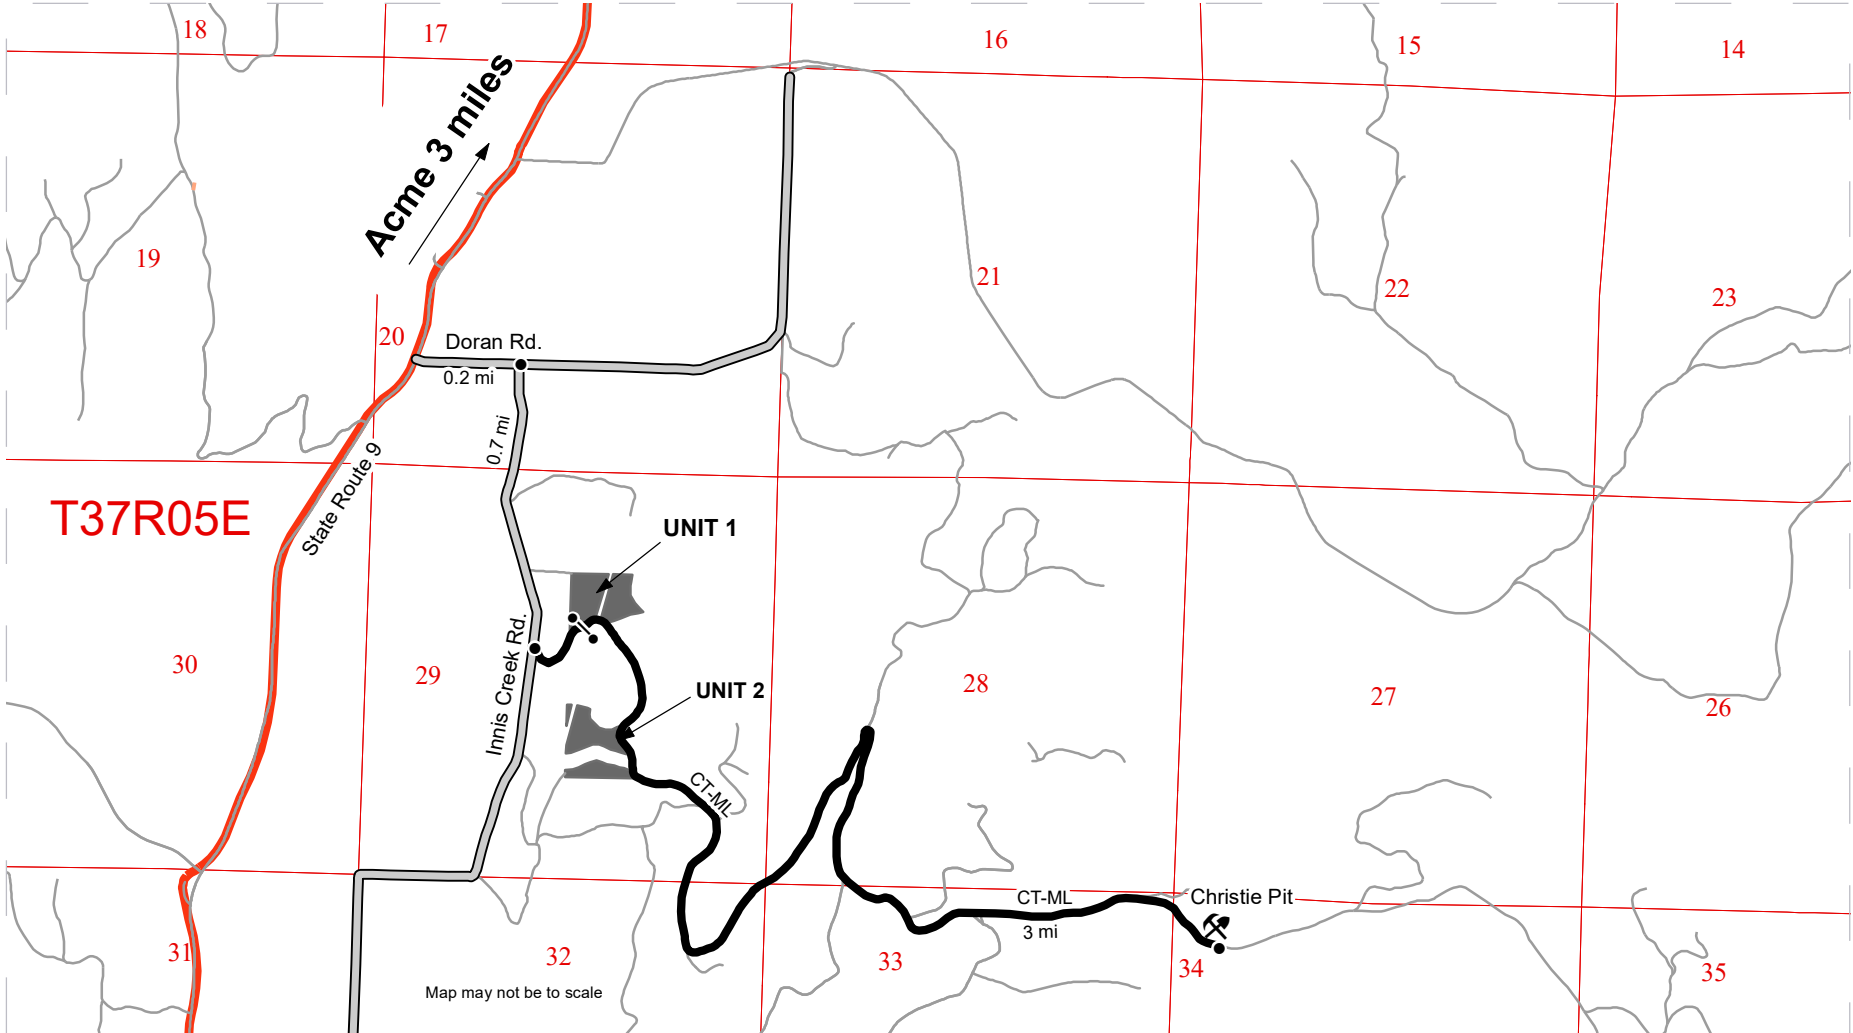 18
17
16
15
14
Acme 3 miles
19
20
21
22
23
Doran Rd.
0.2 mi
0.7 mi
State Route 9
T37R05E
UNIT 1
Innis Creek Rd.
30
29
28
27
26
UNIT 2
CT-ML
CT-ML
3 mi
Christie Pit
31
32
33
34
35
Map may not be to scale